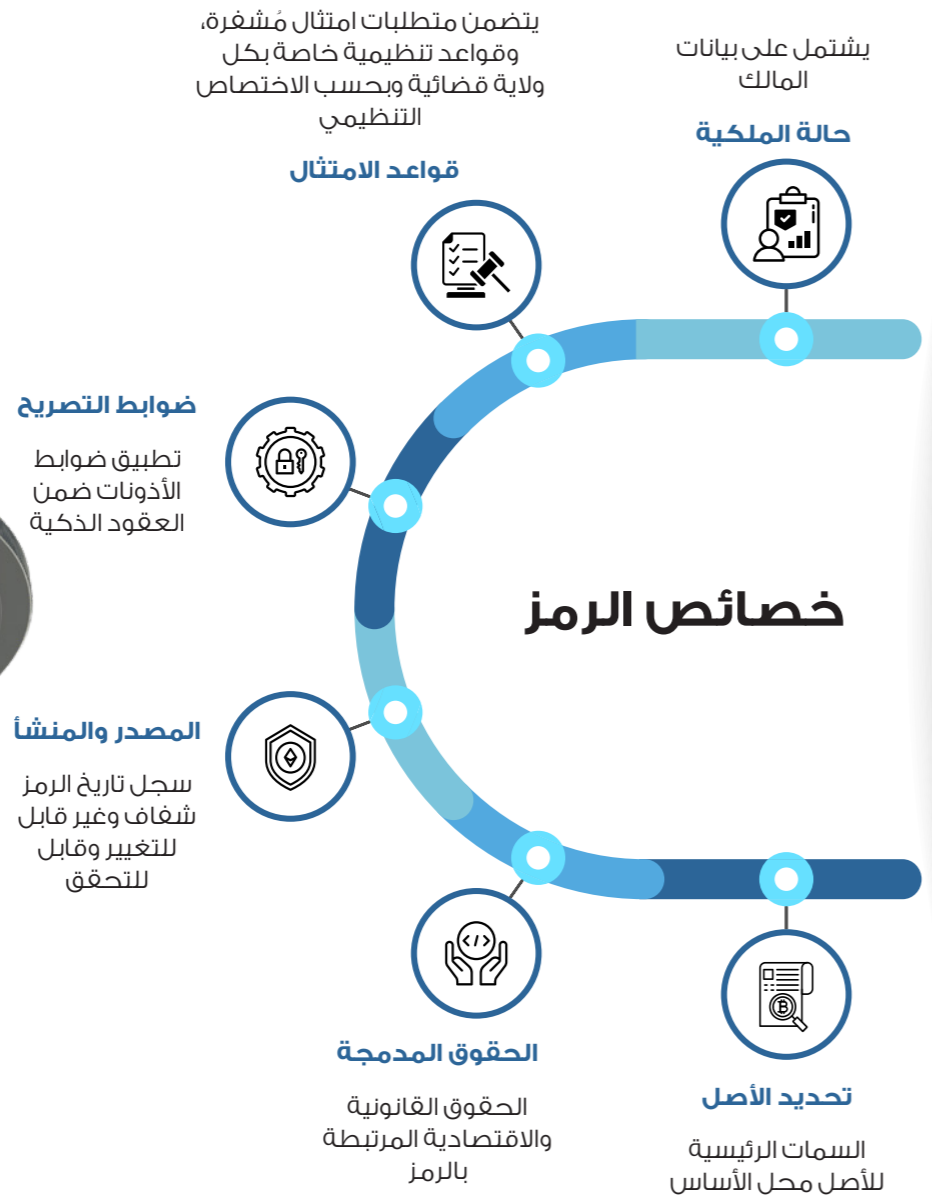 يشتمل على بيانات
المالك
حالة الملكية
يتضمن متطلبات امتثال مُشفرة،
وقواعد تنظيمية خاصة بكل
ولاية قضائية وبحسب الاختصاص
التنظيمي
قواعد الامتثال
ضوابط التصريح
تطبيق ضوابط
الأذونات ضمن
العقود الذكية
خصائص الرمز
المصدر والمنشأ
سجل تاريخ الرمز
شفاف وغير قابل
للتغيير وقابل
للتحقق
الحقوق المدمجة
الحقوق القانونية
والاقتصادية المرتبطة
بالرمز
تحديد الأصل
السمات الرئيسية
للأصل محل الأساس